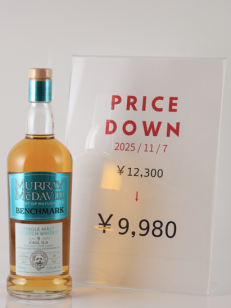 MURRAY
McDAVID
BENCHMARK
SINGLE MALT
SCOTCH WHISKY
PRICE
DOWN
2025 / 11 / 7
￥12,300
↓
￥9,980